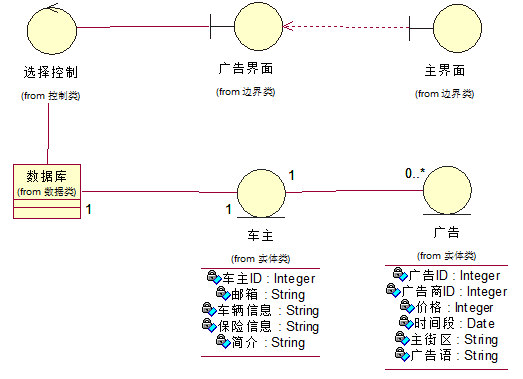 选择控制
(from 控制类)
广告界面
(from 边界类)
主界面
(from 边界类)
数据库
(from 数据类)
1
1
1
0..*
车主
(from 实体类)
车主ID : Integer
邮箱 : String
车辆信息 : String
保险信息 : String
简介 : String
广告
(from 实体类)
广告ID : Integer
广告商ID : Integer
价格 : Integer
时间段 : Date
主街区 : String
广告语 : String